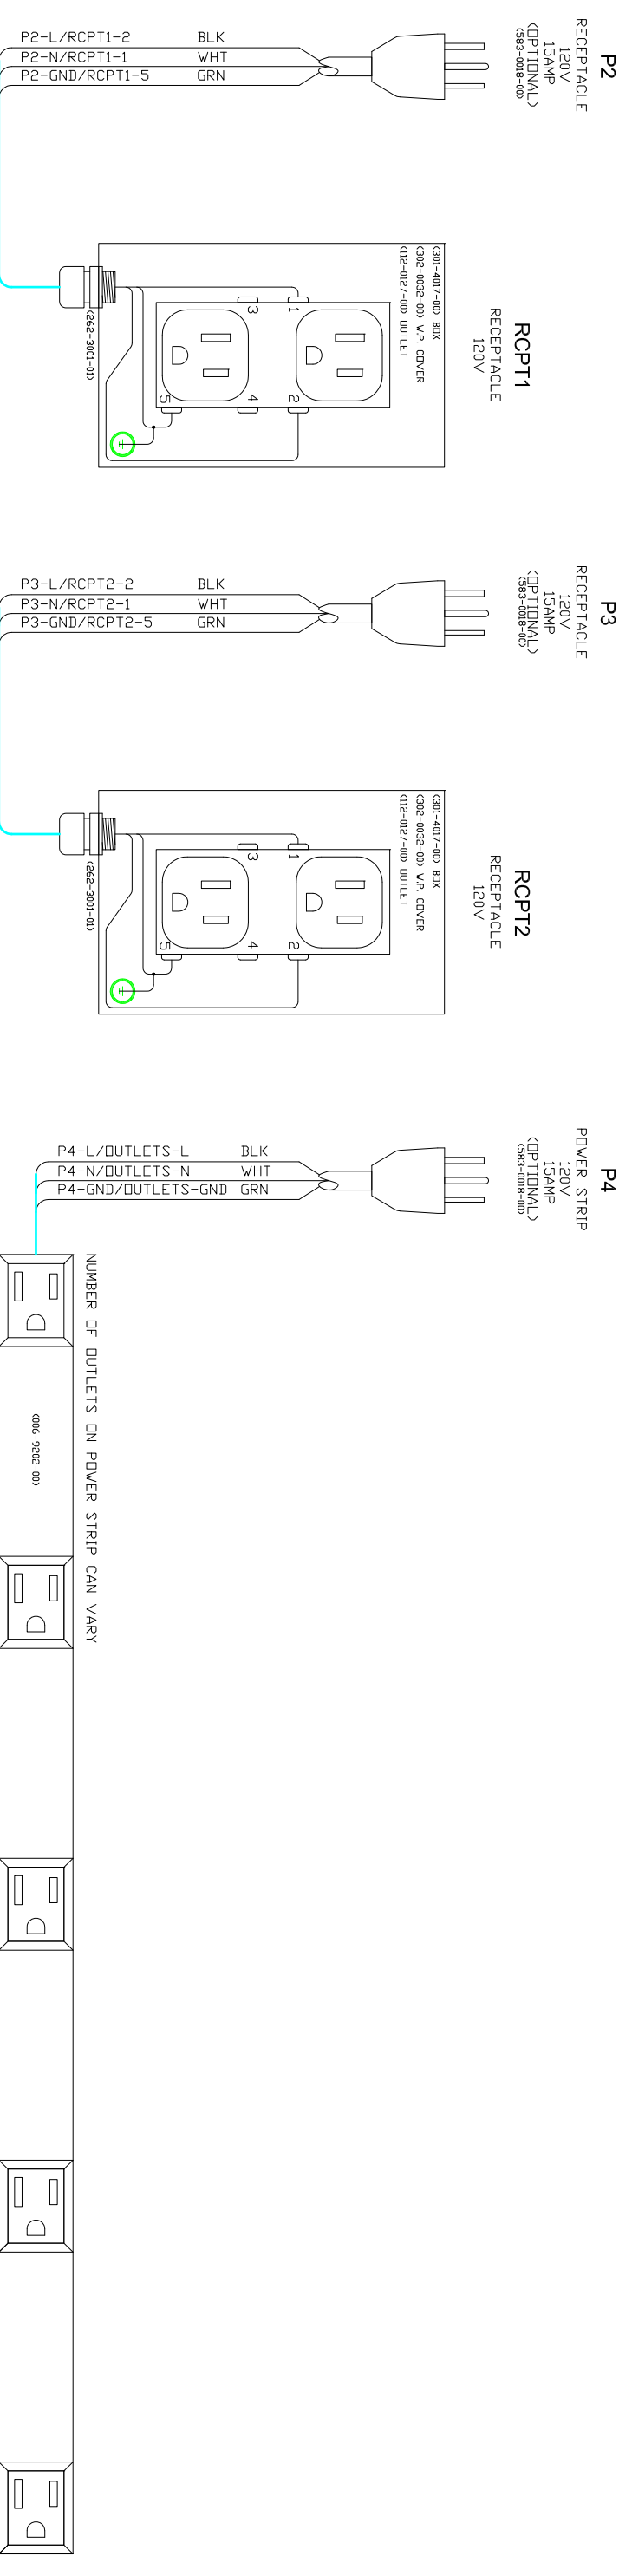 P2
RECEPTACLE
120V
15AMP
(OPTIONAL)
(583-0018-00)
P2-L/RCPT1-2 BLK
P2-N/RCPT1-1 WHT
P2-GND/RCPT1-5 GRN
RCPT1
RECEPTACLE
120V
(301-4017-00) BOX
(302-0032-00) W.P. COVER
(112-0127-00) OUTLET
1
2
3
4
5
(262-3001-01)
P3
RECEPTACLE
120V
15AMP
(OPTIONAL)
(583-0018-00)
P3-L/RCPT2-2 BLK
P3-N/RCPT2-1 WHT
P3-GND/RCPT2-5 GRN
RCPT2
RECEPTACLE
120V
(301-4017-00) BOX
(302-0032-00) W.P. COVER
(112-0127-00) OUTLET
1
2
3
4
5
(262-3001-01)
P4
POWER STRIP
120V
15AMP
(OPTIONAL)
(583-0018-00)
P4-L/OUTLETS-L BLK
P4-N/OUTLETS-N WHT
P4-GND/OUTLETS-GND GRN
NUMBER OF OUTLETS ON POWER STRIP CAN VARY
(006-9202-00)